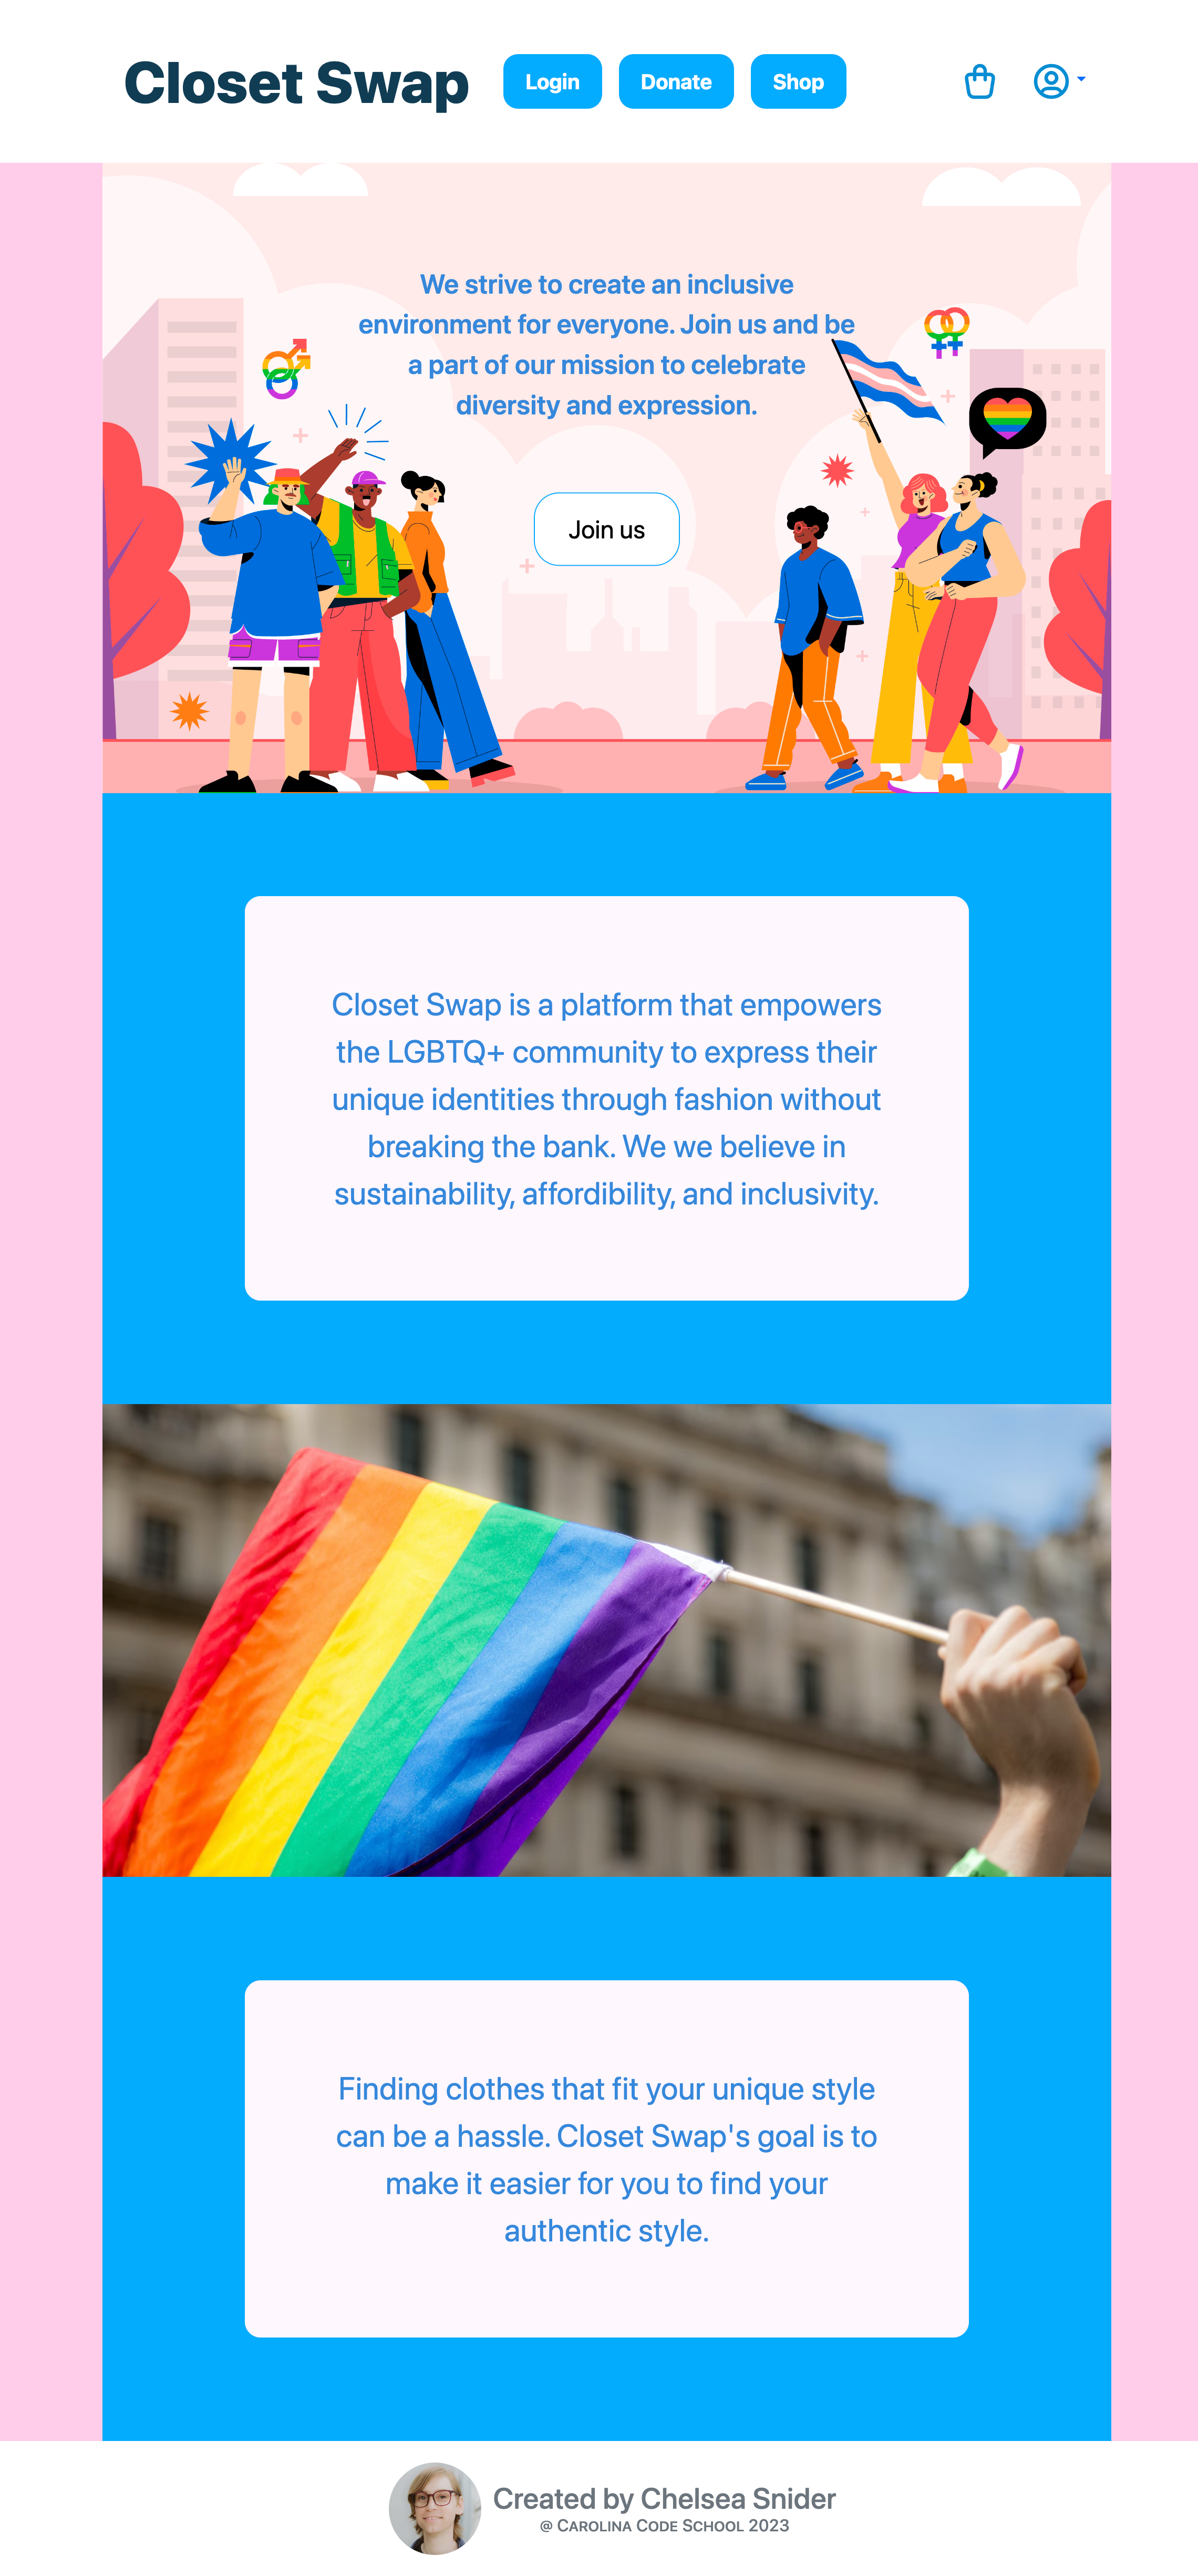 Closet Swap
Login
Donate
Shop
We strive to create an inclusive
environment for everyone. Join us and be
a part of our mission to celebrate
diversity and expression.
Join us
Closet Swap is a platform that empowers
the LGBTQ+ community to express their
unique identities through fashion without
breaking the bank. We we believe in
sustainability, affordibility, and inclusivity.
Finding clothes that fit your unique style
can be a hassle. Closet Swap's goal is to
make it easier for you to find your
authentic style.
Created by Chelsea Snider
@ CAROLINA CODE SCHOOL 2023